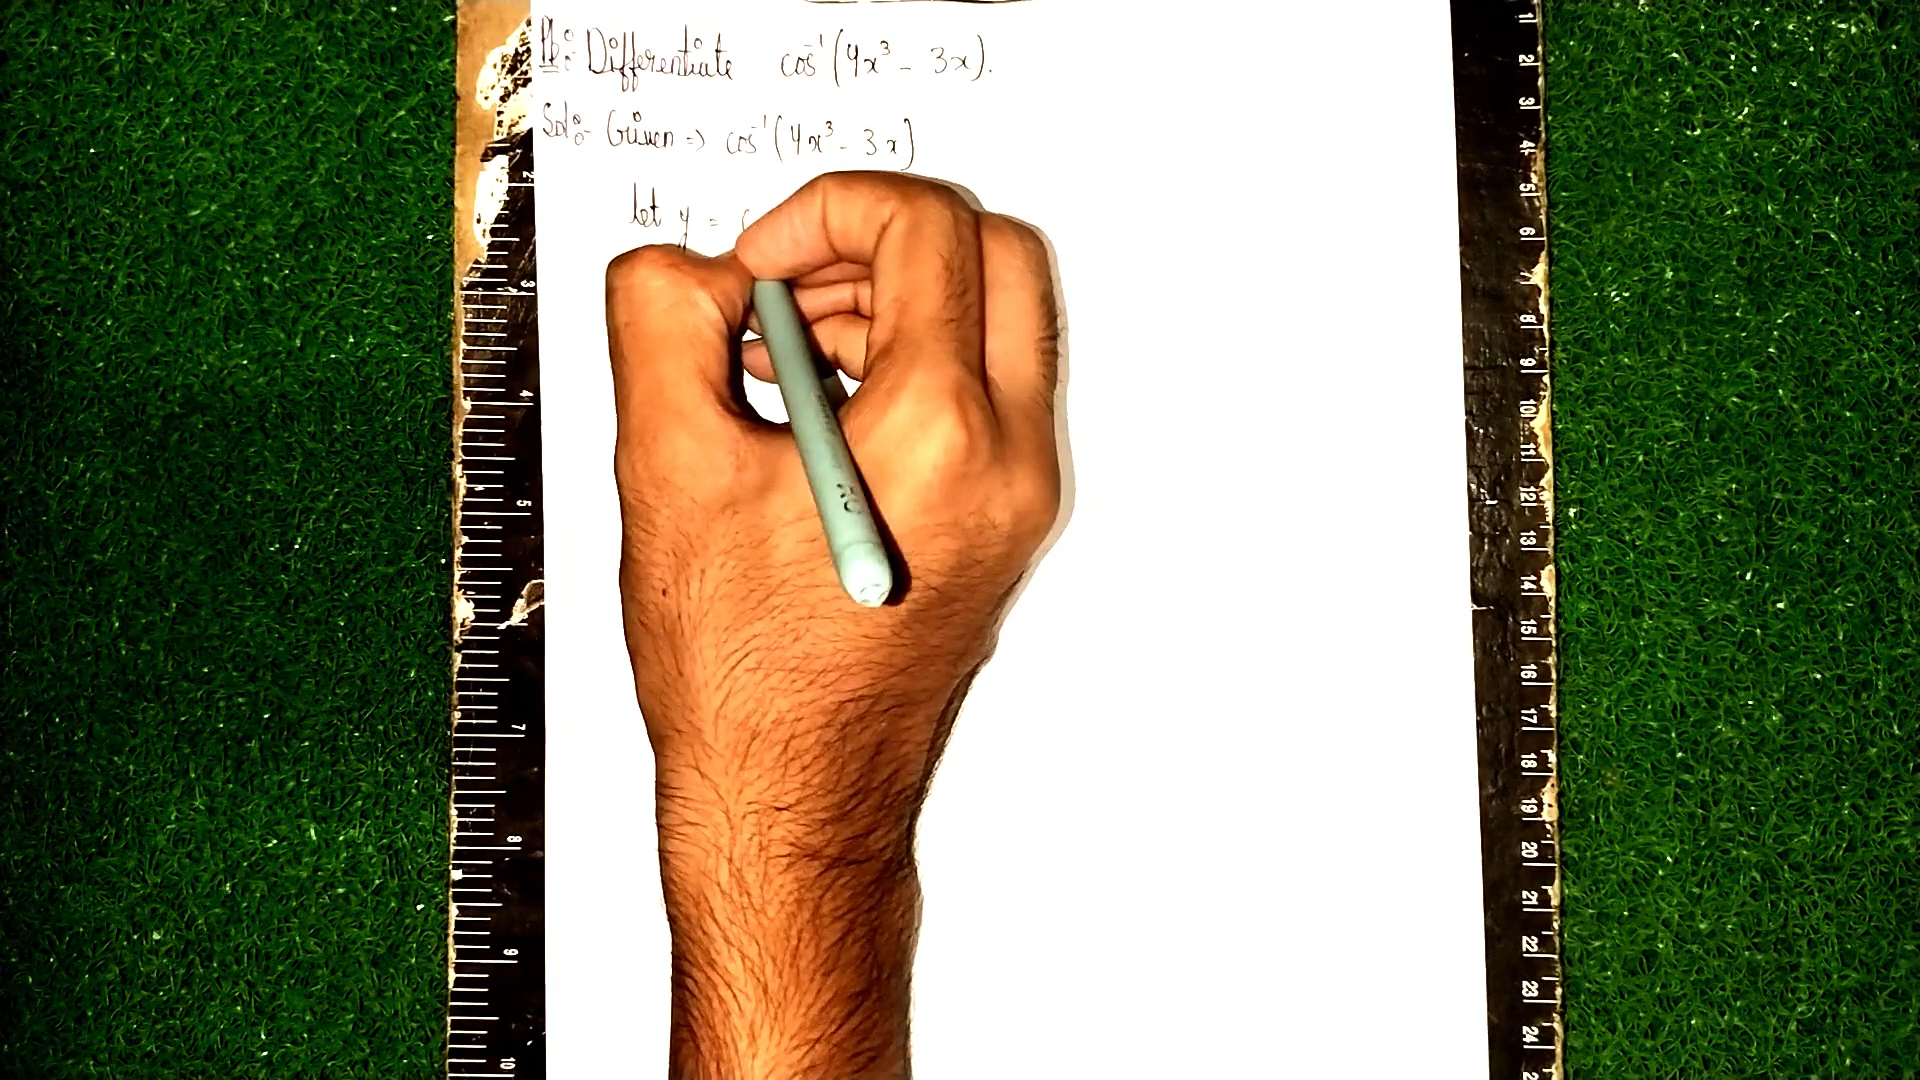 Pb:- Differentiate cos⁻¹(4x³ - 3x).
Sol:- Given => cos⁻¹(4x³ - 3x)
let y = c